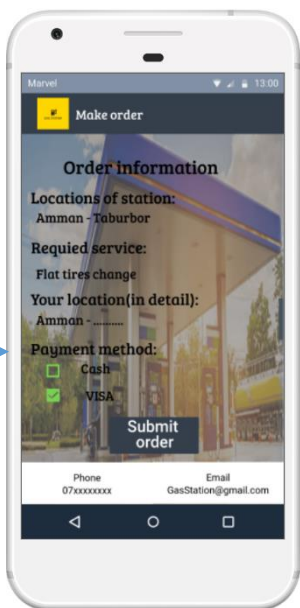 Marvel 13:00
Make order
Order information
Locations of station:
Amman - Taburbor
Requied service:
Flat tires change
Your location(in detail):
Amman - ..........
Payment method:
Cash
VISA
Submit
order
Phone Email
07xxxxxxxx GasStation@gmail.com